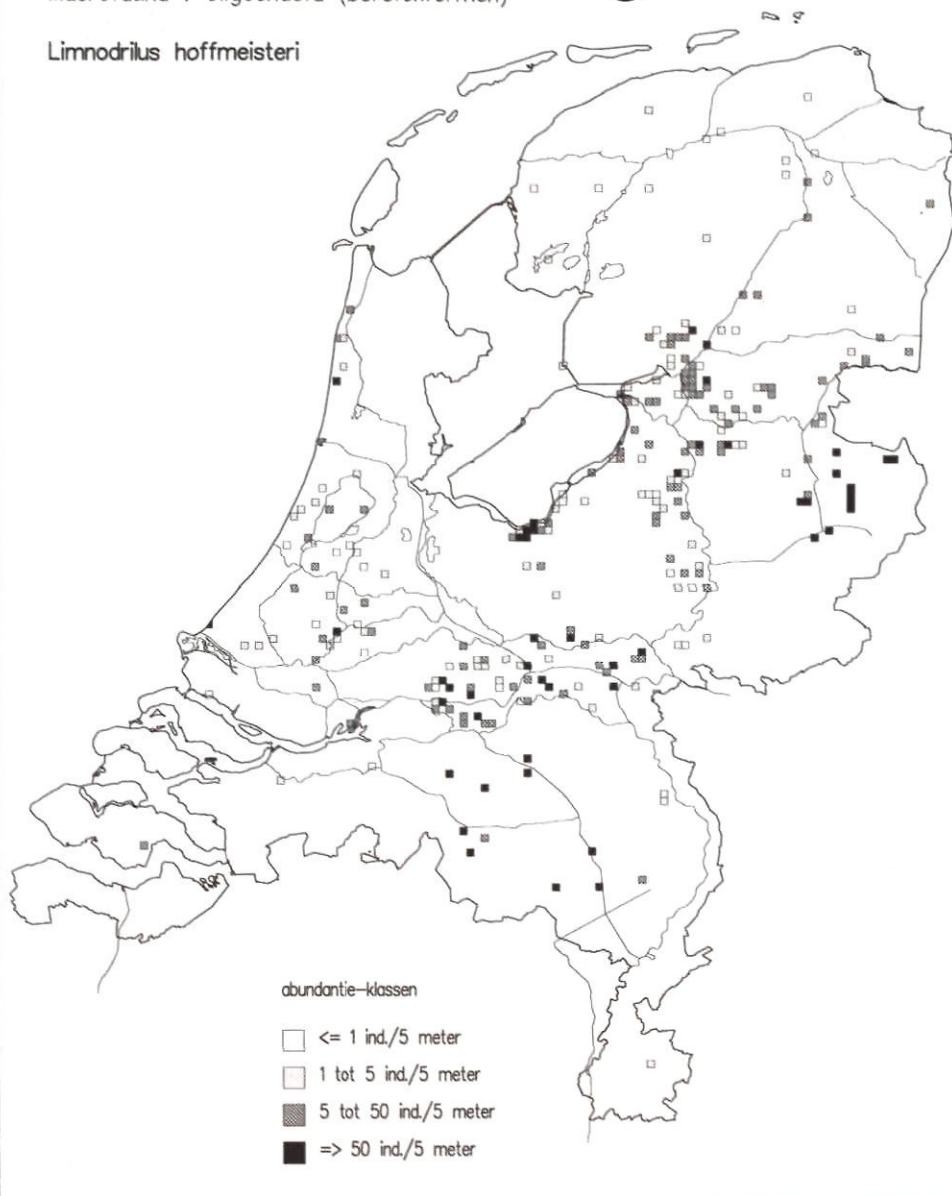 Limnodrilus hoffmeisteri
abundantie-klassen
<= 1 ind./5 meter
1 tot 5 ind./5 meter
5 tot 50 ind./5 meter
=> 50 ind./5 meter